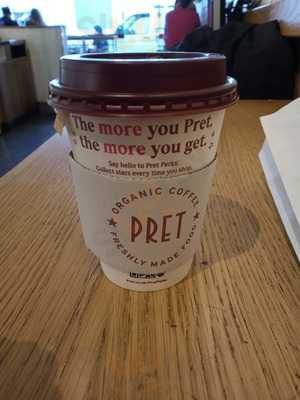 The more you Pret,
the more you get.
Say hello to Pret Perks:
Collect stars every time you shop.
ORGANIC COFFEE
PRET
FRESHLY MADE FOOD